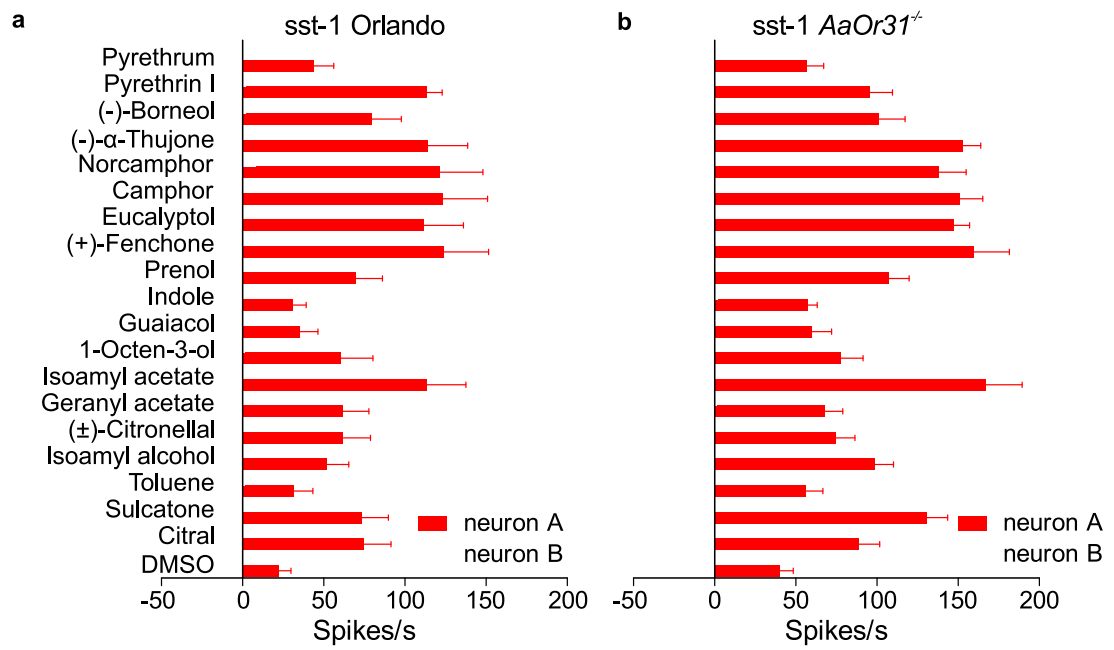 a
sst-1 Orlando
Pyrethrum
Pyrethrin I
(-)-Borneol
(-)-α-Thujone
Norcamphor
Camphor
Eucalyptol
(+)-Fenchone
Prenol
Indole
Guaiacol
1-Octen-3-ol
Isoamyl acetate
Geranyl acetate
(±)-Citronellal
Isoamyl alcohol
Toluene
Sulcatone
Citral
DMSO
neuron A
neuron B
-50 0 50 100 150 200
Spikes/s
b
sst-1 AaOr31-/-
neuron A
neuron B
-50 0 50 100 150 200
Spikes/s